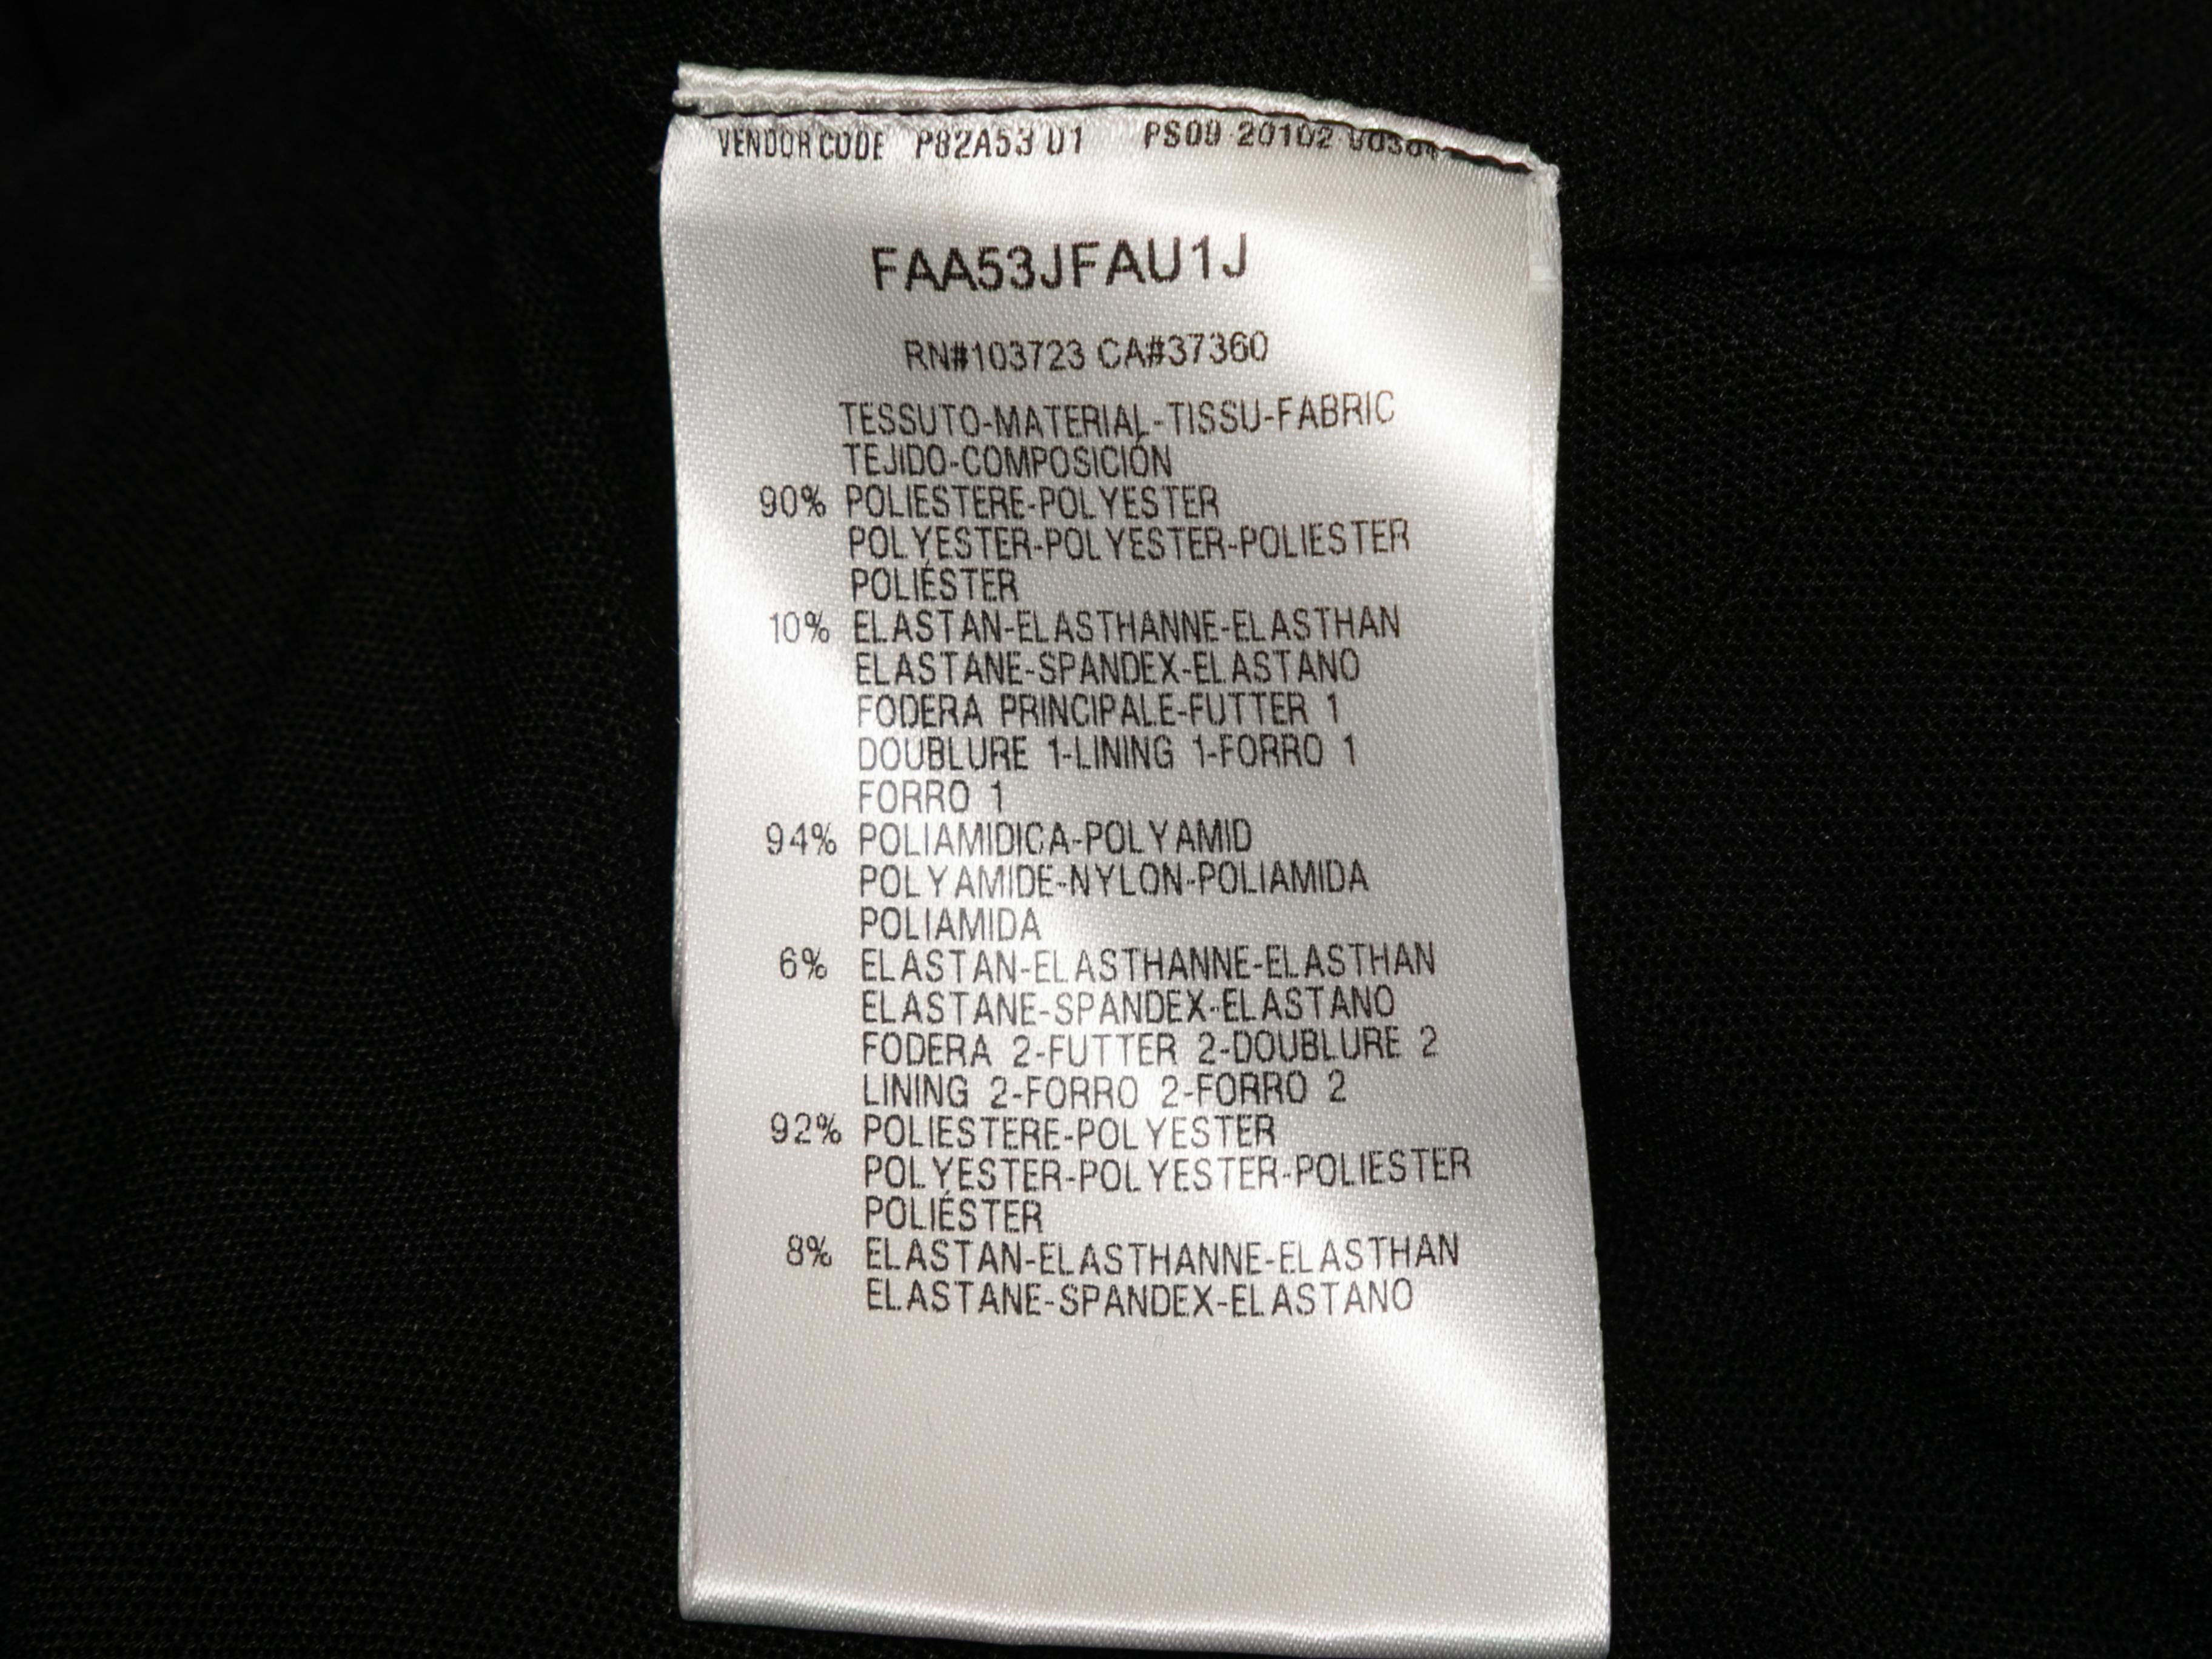 VENDOR CODE P82A53 01 PS09 20102
FAA53JFAU1J
RN#103723 CA#37360
TESSUTO-MATERIAL-TISSU-FABRIC
TEJIDO-COMPOSICIÓN
90% POLIESTERE-POLYESTER
POLYESTER-POLYESTER-POLIESTER
POLIÉSTER
10% ELASTAN-ELASTHANNE-ELASTHAN
ELASTANE-SPANDEX-ELASTANO
FODERA PRINCIPALE-FUTTER 1
DOUBLURE 1-LINING 1-FORRO 1
FORRO 1
94% POLIAMIDICA-POLYAMID
POLYAMIDE-NYLON-POLIAMIDA
POLIAMIDA
6% ELASTAN-ELASTHANNE-ELASTHAN
ELASTANE-SPANDEX-ELASTANO
FODERA 2-FUTTER 2-DOUBLURE 2
LINING 2-FORRO 2-FORRO 2
92% POLIESTERE-POLYESTER
POLYESTER-POLYESTER-POLIESTER
POLIÉSTER
8% ELASTAN-ELASTHANNE-ELASTHAN
ELASTANE-SPANDEX-ELASTANO